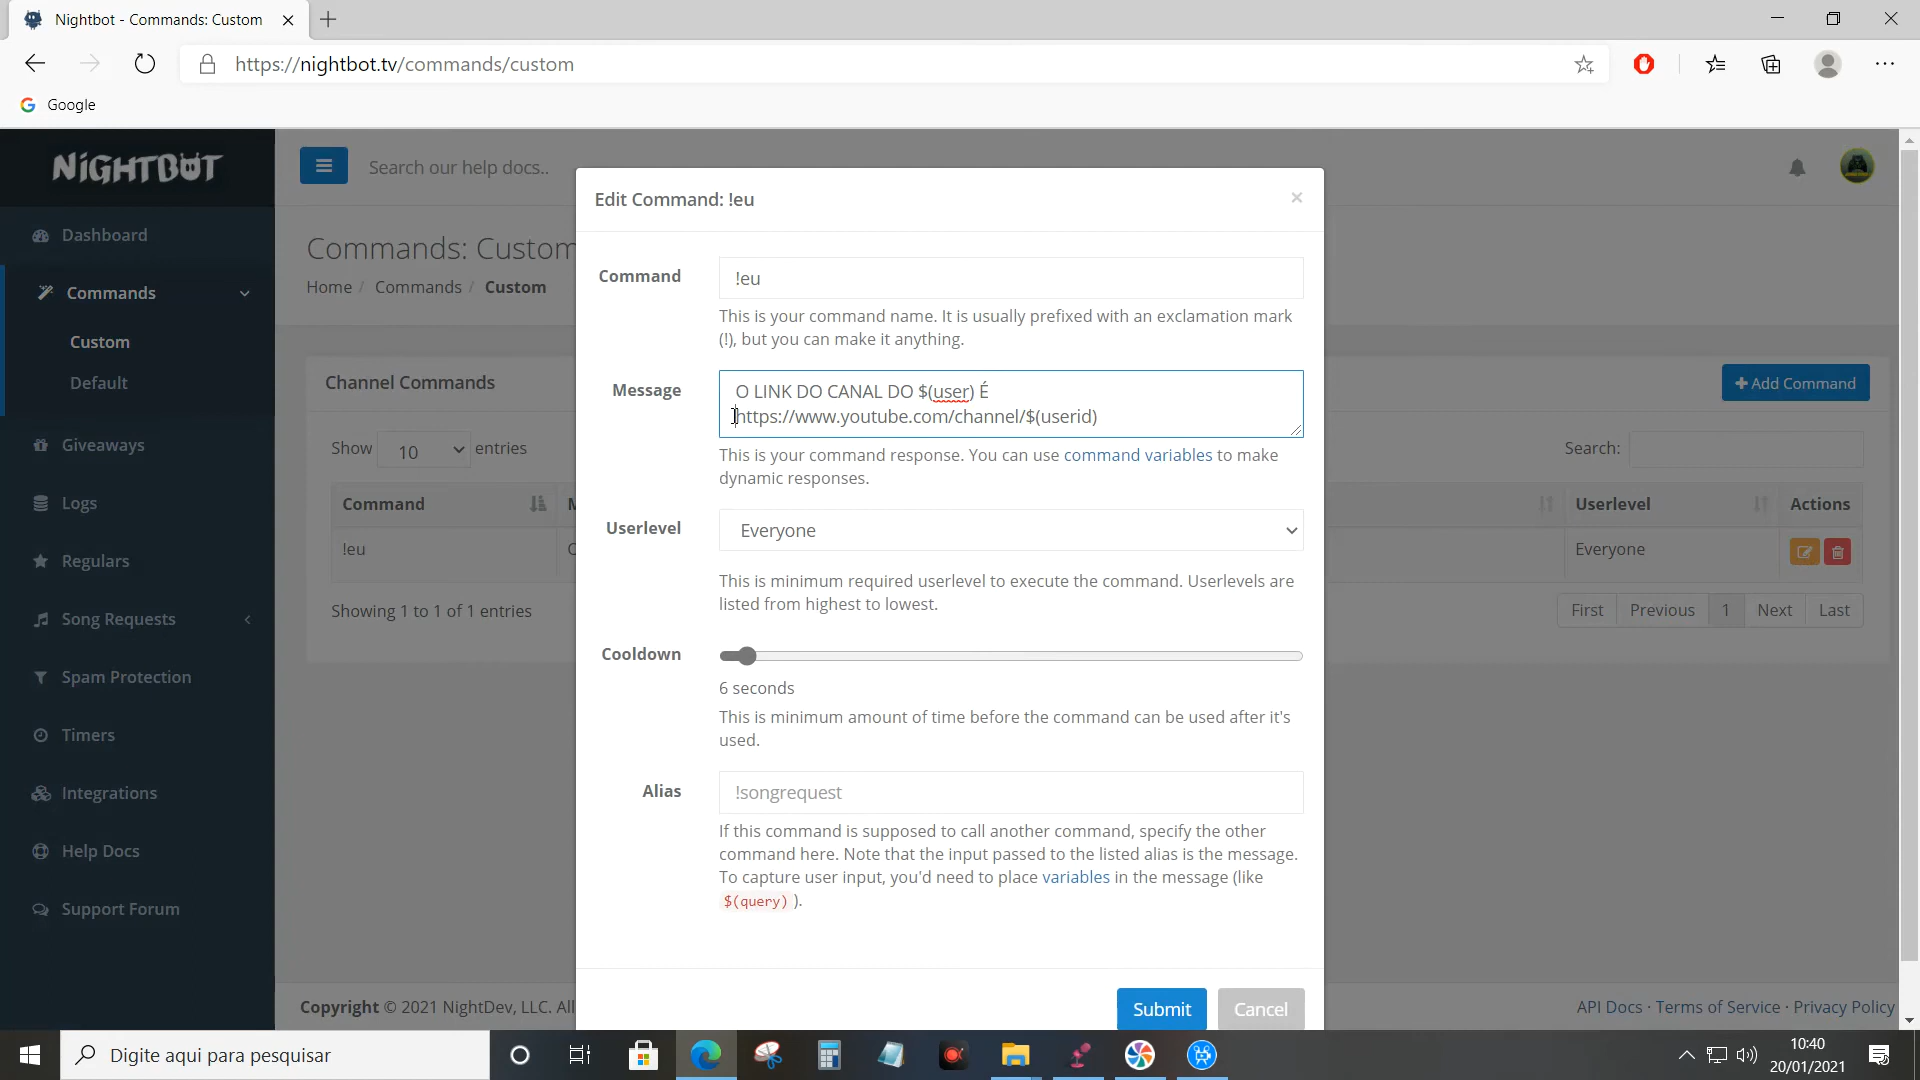 Nightbot - Commands: Custom
https://nightbot.tv/commands/custom
Google
NiGHTBOT
Search our help docs..
Dashboard
Commands
Custom
Default
Giveaways
Logs
Regulars
Song Requests
Spam Protection
Timers
Integrations
Help Docs
Support Forum
Commands: Custom
Home / Commands / Custom
Channel Commands
+ Add Command
Show 10 entries
Search:
Command
M
Userlevel
Actions
!eu
O
Everyone
Showing 1 to 1 of 1 entries
First
Previous
1
Next
Last
Edit Command: !eu
×
Command
!eu
This is your command name. It is usually prefixed with an exclamation mark
(!), but you can make it anything.
Message
O LINK DO CANAL DO $(user) É
https://www.youtube.com/channel/$(userid)
This is your command response. You can use command variables to make
dynamic responses.
Userlevel
Everyone
This is minimum required userlevel to execute the command. Userlevels are
listed from highest to lowest.
Cooldown
6 seconds
This is minimum amount of time before the command can be used after it's
used.
Alias
!songrequest
If this command is supposed to call another command, specify the other
command here. Note that the input passed to the listed alias is the message.
To capture user input, you'd need to place variables in the message (like
$(query) ).
Submit
Cancel
Copyright © 2021 NightDev, LLC. All
API Docs · Terms of Service · Privacy Policy
Digite aqui para pesquisar
10:40
20/01/2021